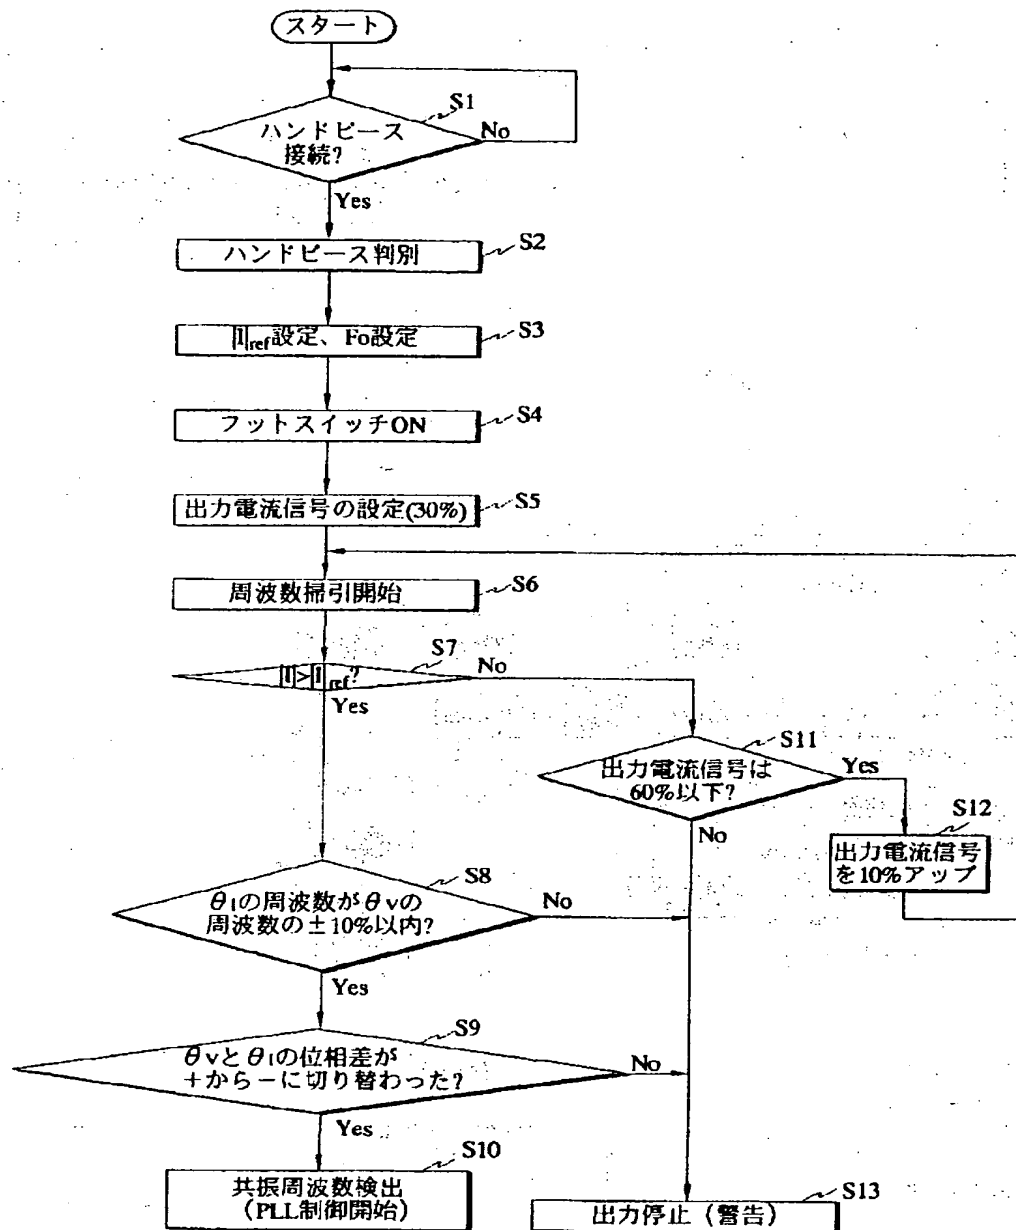 スタート
S1
ハンドピース
接続?
No
Yes
ハンドピース判別
S2
|I|ref設定、Fo設定
S3
フットスイッチON
S4
出力電流信号の設定(30%)
S5
周波数掃引開始
S6
|I|>|I|ref?
S7
No
Yes
S11
出力電流信号は
60%以下?
Yes
No
S12
出力電流信号
を10%アップ
S8
θIの周波数がθVの
周波数の±10%以内?
No
Yes
S9
θVとθIの位相差が
+から-に切り替わった?
No
Yes
S10
共振周波数検出
(PLL制御開始)
S13
出力停止(警告)